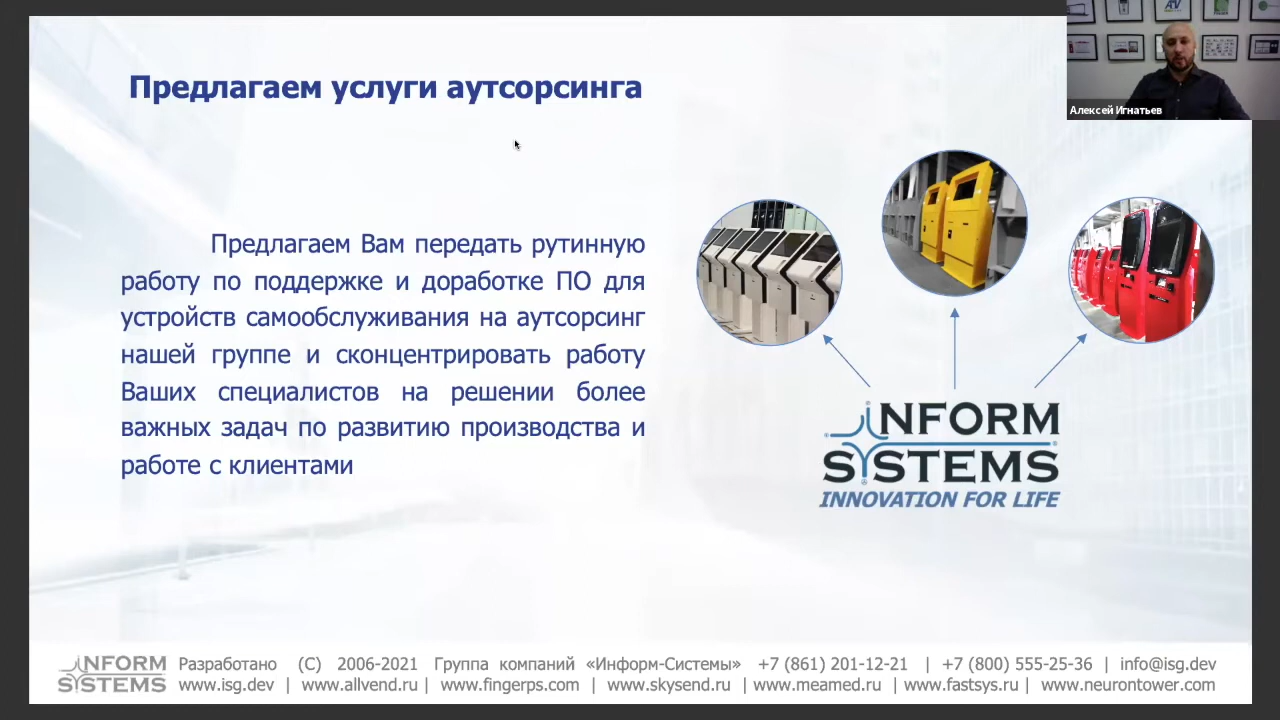 Предлагаем услуги аутсорсинга
Алексей Игнатьев
Предлагаем Вам передать рутинную
работу по поддержке и доработке ПО для
устройств самообслуживания на аутсорсинг
нашей группе и сконцентрировать работу
Ваших специалистов на решении более
важных задач по развитию производства и
работе с клиентами
iNFORM
SYSTEMS
INNOVATION FOR LIFE
iNFORM
SYSTEMS
Разработано (C) 2006-2021 Группа компаний «Информ-Системы» +7 (861) 201-12-21 | +7 (800) 555-25-36 | info@isg.dev
www.isg.dev | www.allvend.ru | www.fingerps.com | www.skysend.ru | www.meamed.ru | www.fastsys.ru | www.neurontower.com